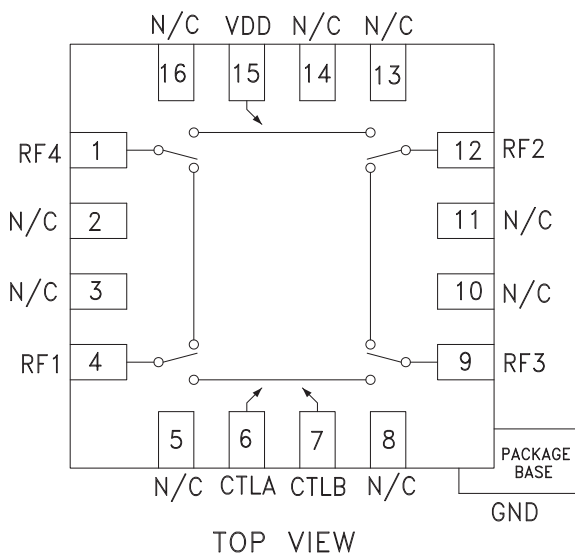 N/C VDD N/C N/C
16 15 14 13
RF4 1 12 RF2
N/C 2 11 N/C
N/C 3 10 N/C
RF1 4 9 RF3
5 6 7 8
N/C CTLA CTLB N/C
PACKAGE
BASE
GND
TOP VIEW